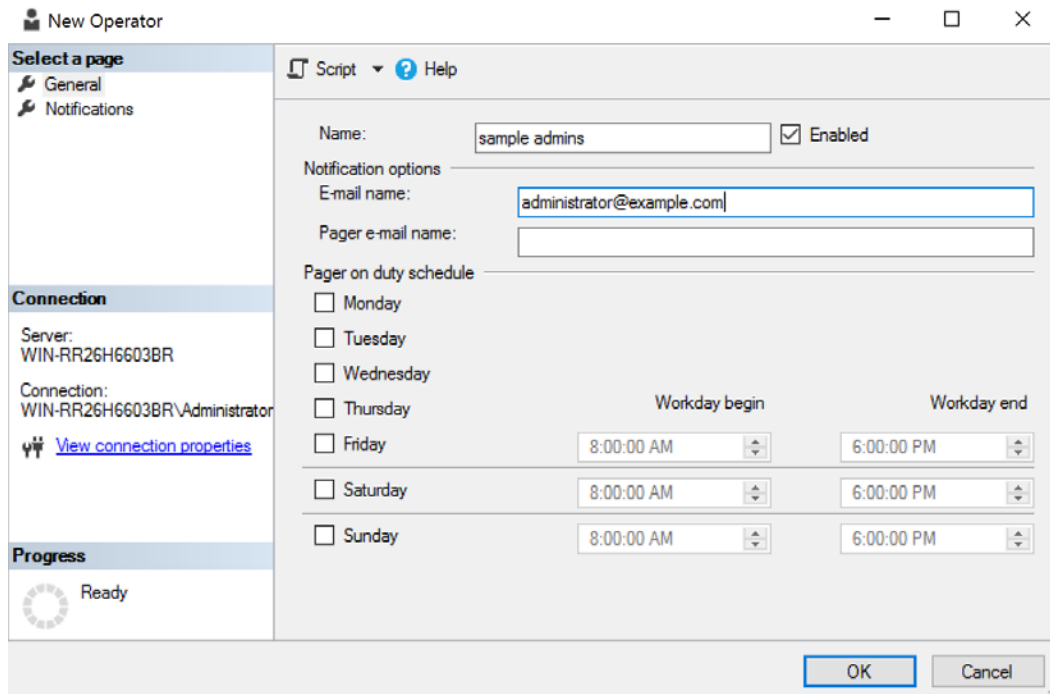 New Operator
Select a page
General
Notifications
Script Help
Name: sample admins Enabled
Notification options
E-mail name: administrator@example.com
Pager e-mail name:
Pager on duty schedule
Monday
Tuesday
Wednesday
Thursday Workday begin Workday end
Friday 8:00:00 AM 6:00:00 PM
Saturday 8:00:00 AM 6:00:00 PM
Sunday 8:00:00 AM 6:00:00 PM
Connection
Server:
WIN-RR26H6603BR
Connection:
WIN-RR26H6603BR\Administrator
View connection properties
Progress
Ready
OK Cancel